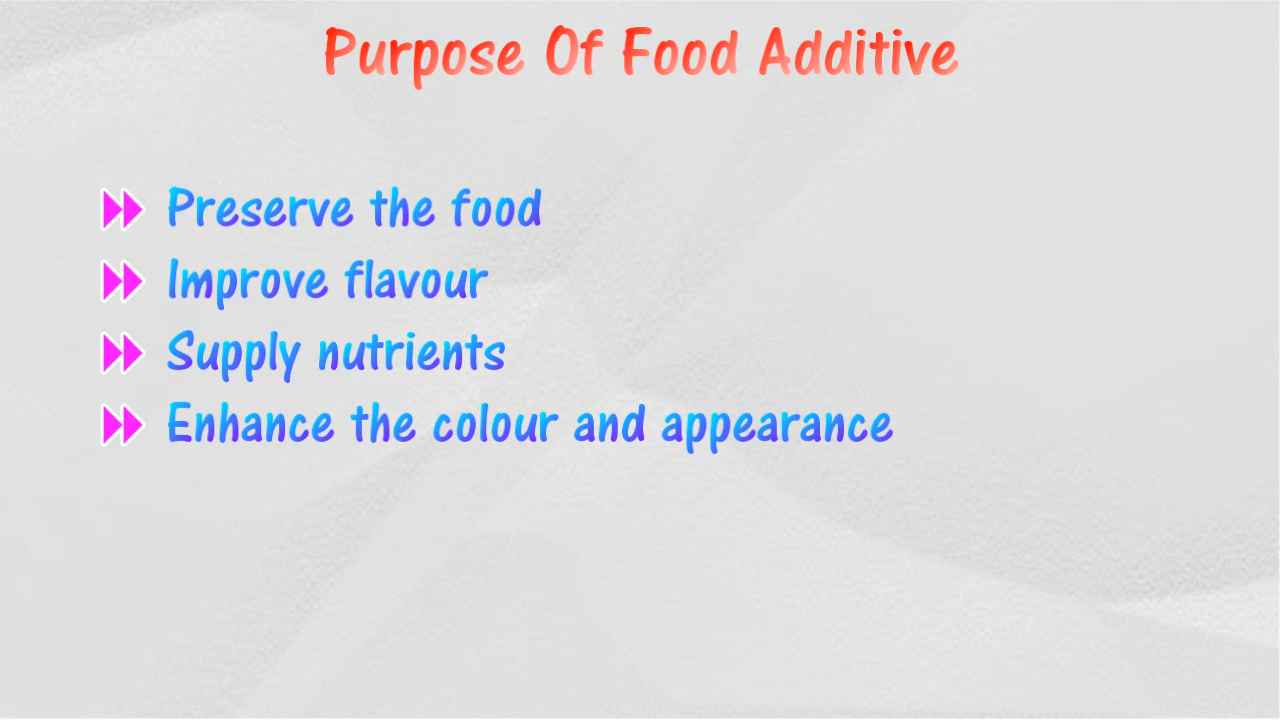 Purpose Of Food Additive
Preserve the food
Improve flavour
Supply nutrients
Enhance the colour and appearance